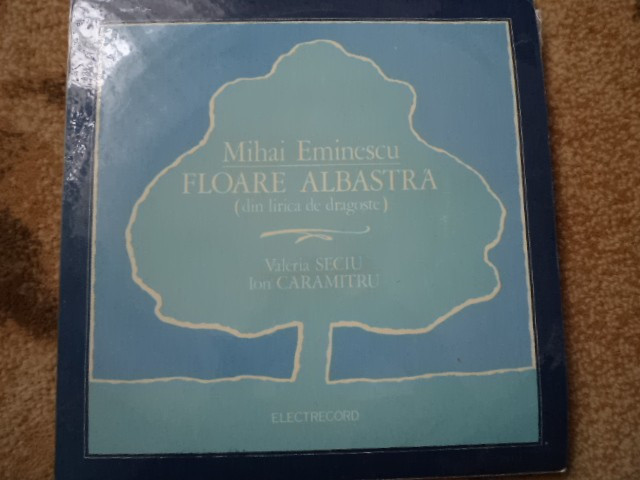 Mihai Eminescu
FLOARE ALBASTRA
(din lirica de dragoste)
Valeria SECIU
Ion CARAMITRU
ELECTRECORD